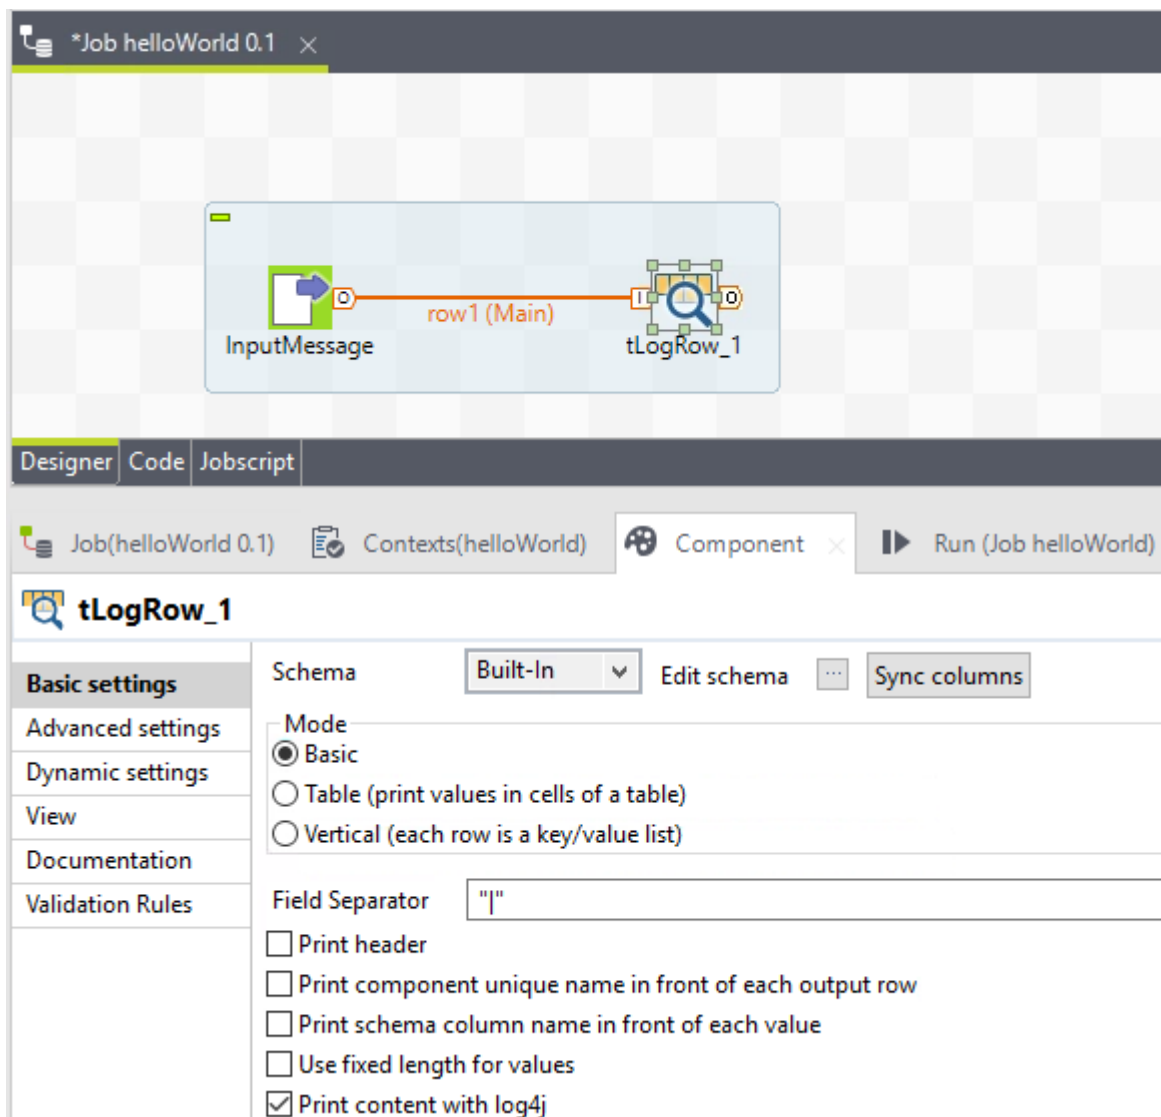 *Job helloWorld 0.1
O
I
O
row1 (Main)
InputMessage
tLogRow_1
Designer
Code
Jobscript
Job(helloWorld 0.1)
Contexts(helloWorld)
Component
Run (Job helloWorld)
tLogRow_1
Basic settings
Advanced settings
Dynamic settings
View
Documentation
Validation Rules
Schema
Built-In
Edit schema
...
Sync columns
Mode
Basic
Table (print values in cells of a table)
Vertical (each row is a key/value list)
Field Separator
"|"
Print header
Print component unique name in front of each output row
Print schema column name in front of each value
Use fixed length for values
Print content with log4j